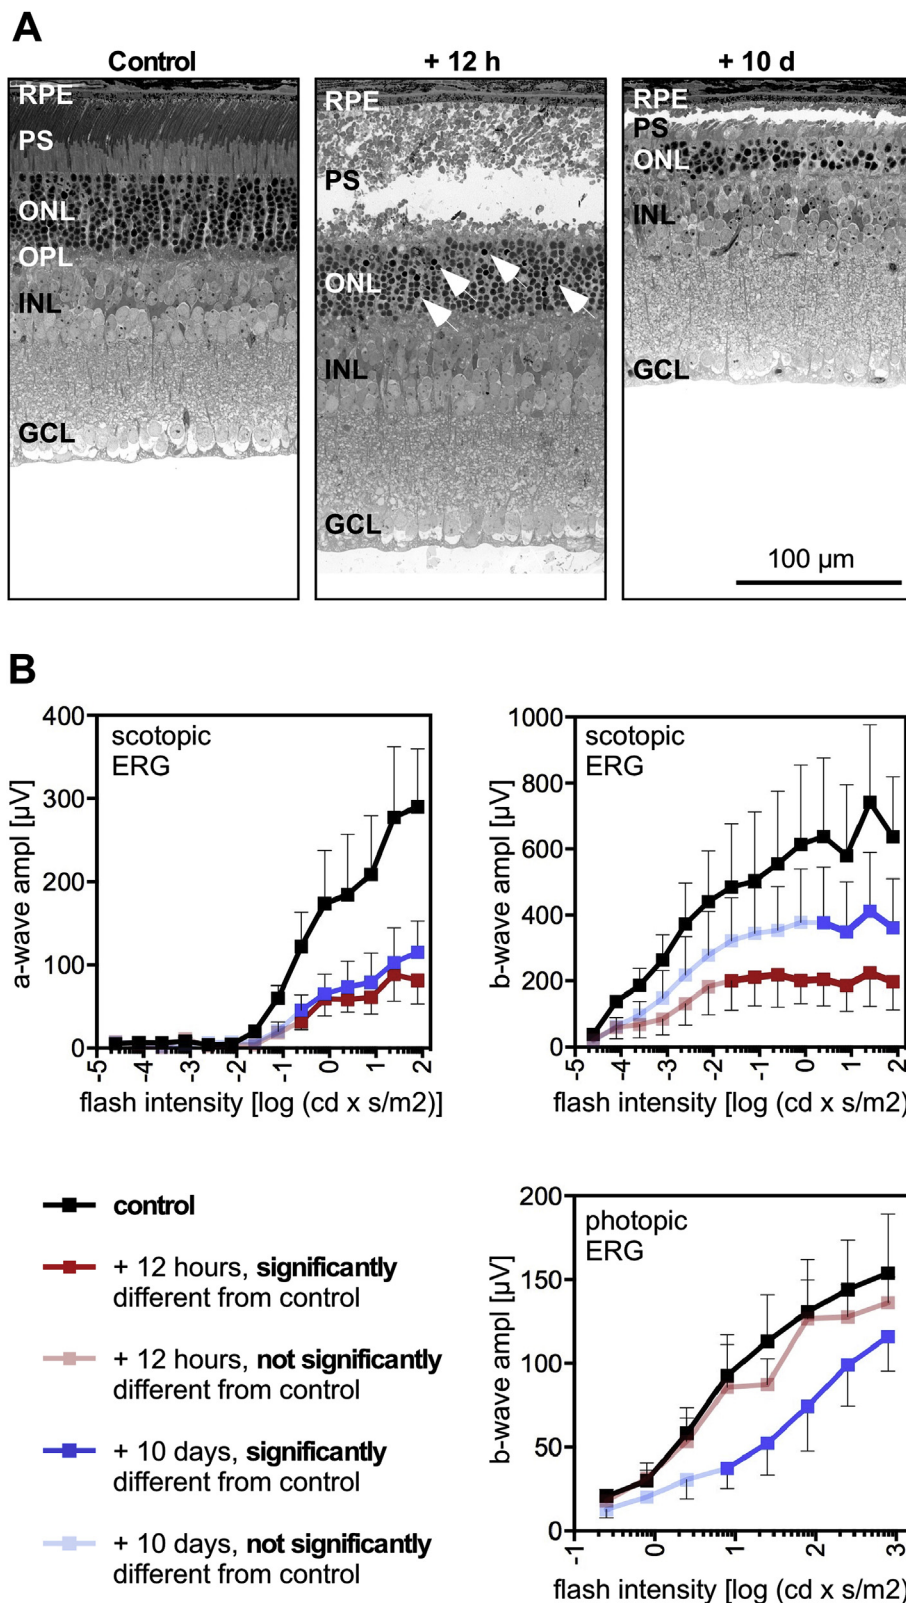 A
Control
+ 12 h
+ 10 d
RPE
PS
ONL
OPL
INL
GCL
PS
ONL
INL
GCL
RPE
PS
ONL
INL
GCL
100 µm
B
400
300
200
100
0
scotopic
ERG
a-wave ampl [µV]
-5
-4
-3
-2
-1
0
1
2
flash intensity [log (cd x s/m2)]
1000
800
600
400
200
0
scotopic
ERG
b-wave ampl [µV]
-5
-4
-3
-2
-1
0
1
2
flash intensity [log (cd x s/m2)
control
+ 12 hours, significantly
different from control
+ 12 hours, not significantly
different from control
+ 10 days, significantly
different from control
+ 10 days, not significantly
different from control
200
150
100
50
0
photopic
ERG
b-wave ampl [µV]
-1
0
1
2
3
flash intensity [log (cd x s/m2)